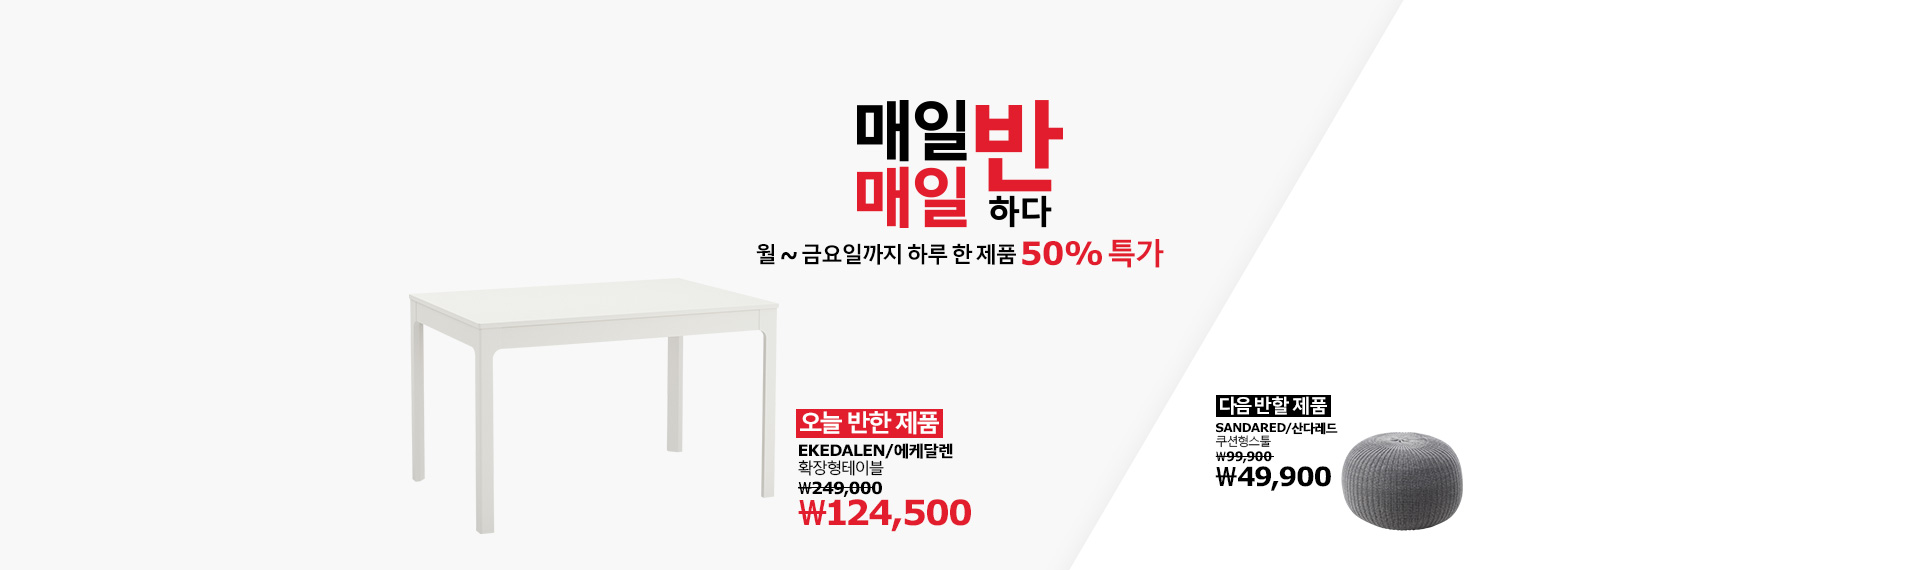 매일반
매일 하다
월 ~ 금요일까지 하루 한 제품 50% 특가
오늘 반한 제품
EKEDALEN/에케달렌
확장형테이블
₩249,000
₩124,500
다음 반할 제품
SANDARED/산다레드
쿠션형스툴
₩99,900
₩49,900